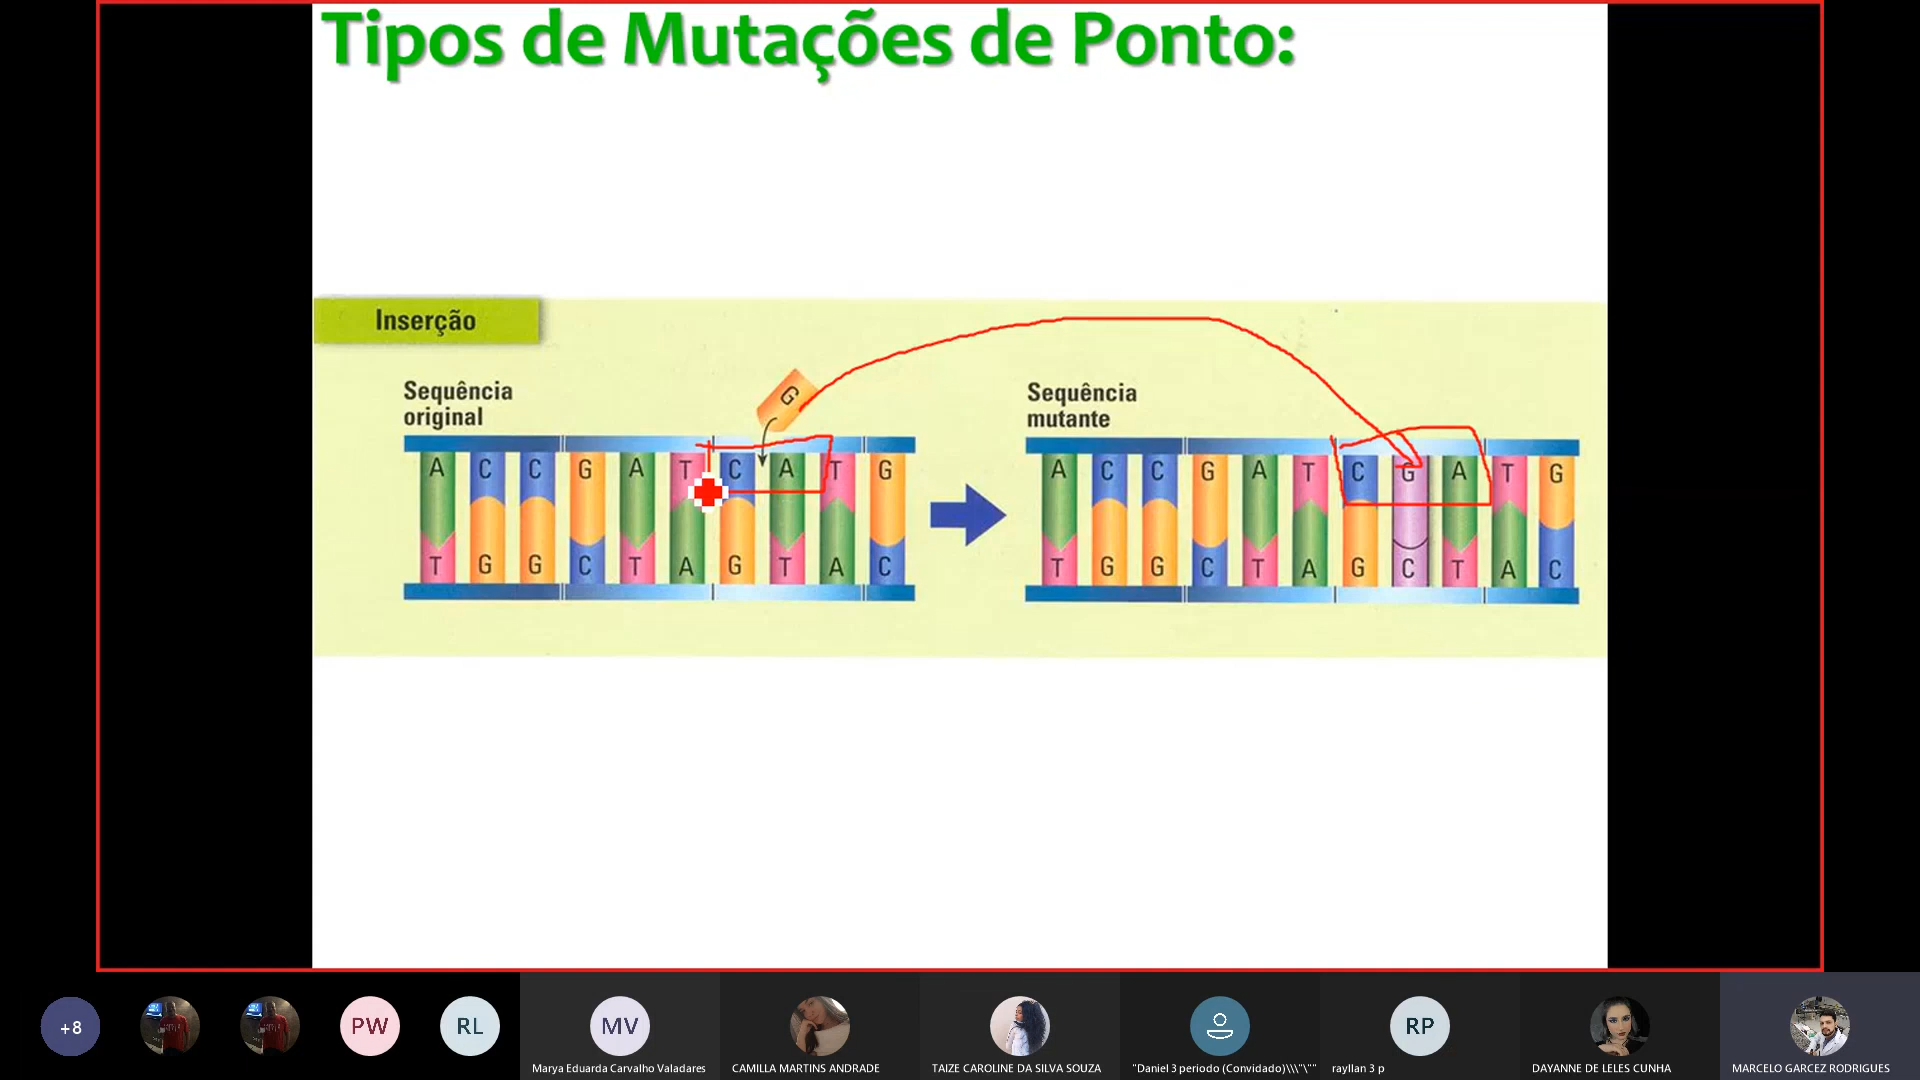 Tipos de Mutações de Ponto:
Inserção
Sequência
original
G
A C C G A T C A T G
T G G C T A G T A C
Sequência
mutante
A C C G A T C G A T G
T G G C T A G C T A C
+8
PW
RL
MV
RP
Marya Eduarda Carvalho Valadares
CAMILLA MARTINS ANDRADE
TAIZE CAROLINE DA SILVA SOUZA
"Daniel 3 periodo (Convidado)\\\"\""
rayllan 3 p
DAYANNE DE LELES CUNHA
MARCELO GARCEZ RODRIGUES